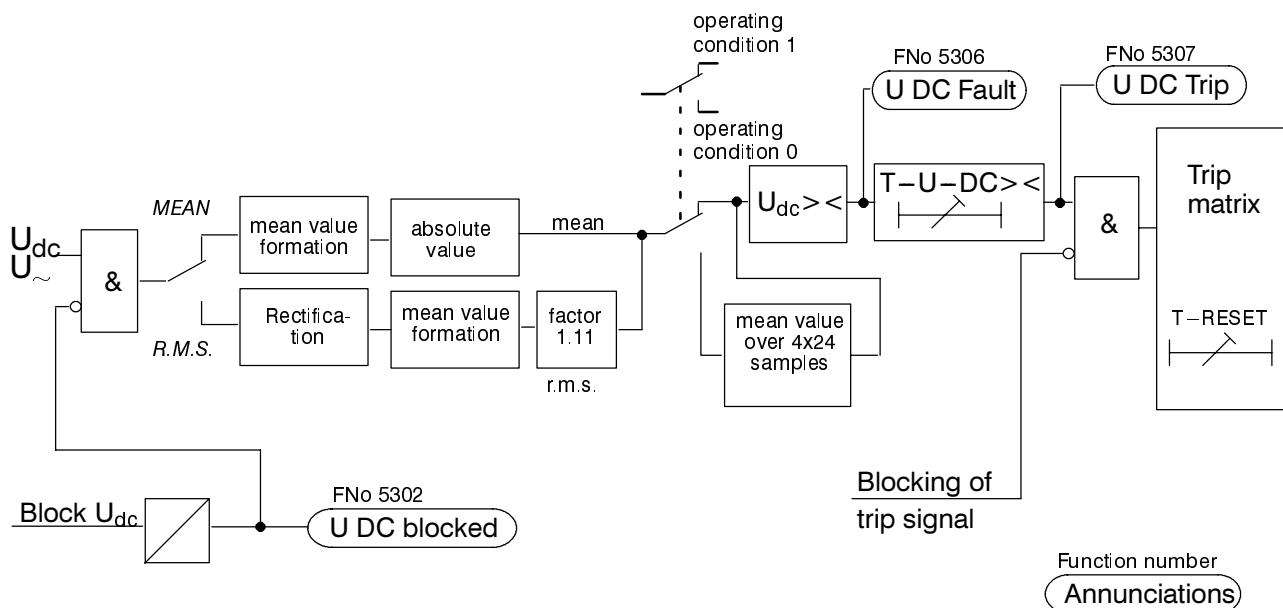 operating
condition 1
operating
condition 0
FNo 5306
U DC Fault
FNo 5307
U DC Trip
MEAN
Udc
U~
&
R.M.S.
mean value
formation
absolute
value
mean
Rectifica-
tion
mean value
formation
factor
1.11
r.m.s.
Udc><
T-U-DC><
mean value
over 4x24
samples
&
Trip
matrix
T-RESET
Block Udc
FNo 5302
U DC blocked
Blocking of
trip signal
Function number
Annunciations